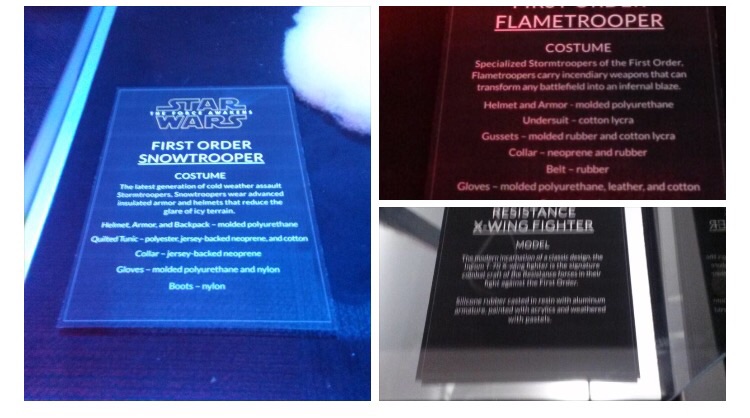 STAR
THE FORCE AWAKENS
WARS
FIRST ORDER
SNOWTROOPER
COSTUME
The latest generation of cold weather assault
Stormtroopers, Snowtroopers wear advanced
insulated armor and helmets that reduce the
glare of icy terrain.
Helmet, Armor, and Backpack – molded polyurethane
Quilted Tunic – polyester, jersey-backed neoprene, and cotton
Collar – jersey-backed neoprene
Gloves – molded polyurethane and nylon
Boots – nylon
FIRST ORDER
FLAMETROOPER
COSTUME
Specialized Stormtroopers of the First Order,
Flametroopers carry incendiary weapons that can
transform any battlefield into an infernal blaze.
Helmet and Armor - molded polyurethane
Undersuit – cotton lycra
Gussets – molded rubber and cotton lycra
Collar – neoprene and rubber
Belt – rubber
Gloves – molded polyurethane, leather, and cotton
RESISTANCE
X-WING FIGHTER
MODEL
The modern incarnation of a classic design, the
Incom T-70 X-wing fighter is the signature
combat craft of the Resistance forces in their
fight against the First Order.
Silicone rubber casted in resin with aluminum
armature, painted with acrylics and weathered
with pastels.